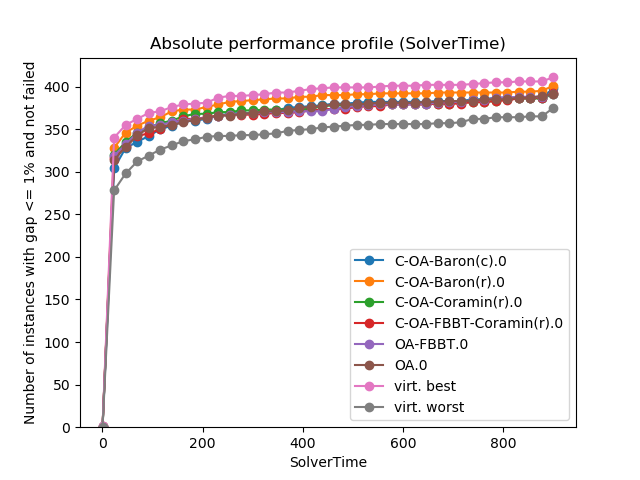 Absolute performance profile (SolverTime)
Number of instances with gap <= 1% and not failed
400
350
300
250
200
150
100
50
0
C-OA-Baron(c).0
C-OA-Baron(r).0
C-OA-Coramin(r).0
C-OA-FBBT-Coramin(r).0
OA-FBBT.0
OA.0
virt. best
virt. worst
0 200 400 600 800
SolverTime